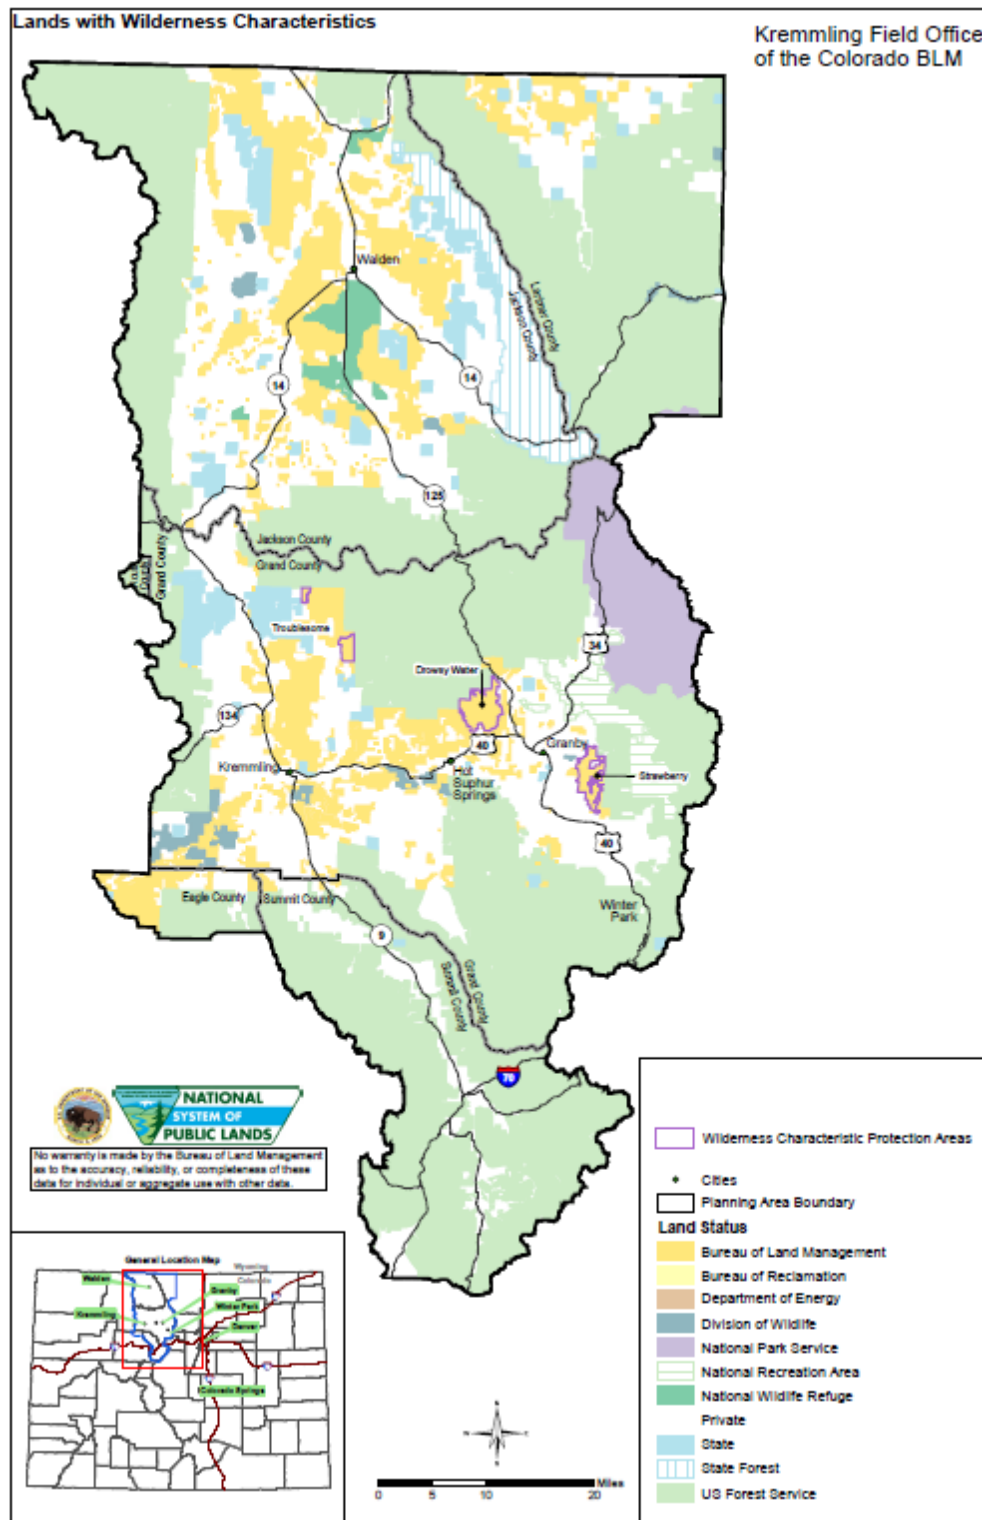 Lands with Wilderness Characteristics
Kremmling Field Office
of the Colorado BLM
Walden
Larimer County
Jackson County
14
14
125
Jackson County
Grand County
Grand County
County
Troublesome
34
Drowsy Water
134
40
Granby
Kremmling
Hot
Suphur
Springs
Strawberry
40
Eagle County
Summit County
Winter
Park
9
Grand County
Summit County
70
NATIONAL
SYSTEM OF
PUBLIC LANDS
No warranty is made by the Bureau of Land Management
as to the accuracy, reliability, or completeness of these
data for individual or aggregate use with other data.
Wilderness Characteristic Protection Areas
Cities
Planning Area Boundary
Land Status
Bureau of Land Management
Bureau of Reclamation
Department of Energy
Division of Wildlife
National Park Service
National Recreation Area
National Wildlife Refuge
Private
State
State Forest
US Forest Service
General Location Map
Wyoming
Colorado
Walden
Granby
Kremmling
Winter Park
Denver
Colorado Springs
N
W
E
S
Miles
0
5
10
20